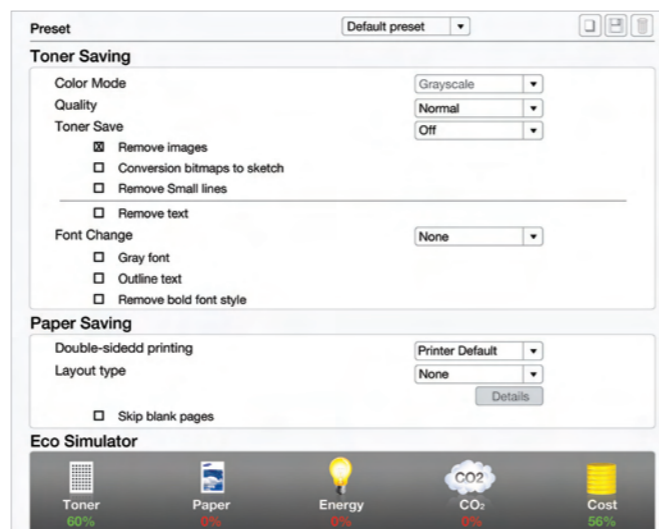 Preset Default preset
Toner Saving
Color Mode Grayscale
Quality Normal
Toner Save Off
Remove images
Conversion bitmaps to sketch
Remove Small lines
Remove text
Font Change None
Gray font
Outline text
Remove bold font style
Paper Saving
Double-sidedd printing Printer Default
Layout type None
Details
Skip blank pages
Eco Simulator
CO2
Toner Paper Energy CO₂ Cost
60% 0% 0% 0% 56%